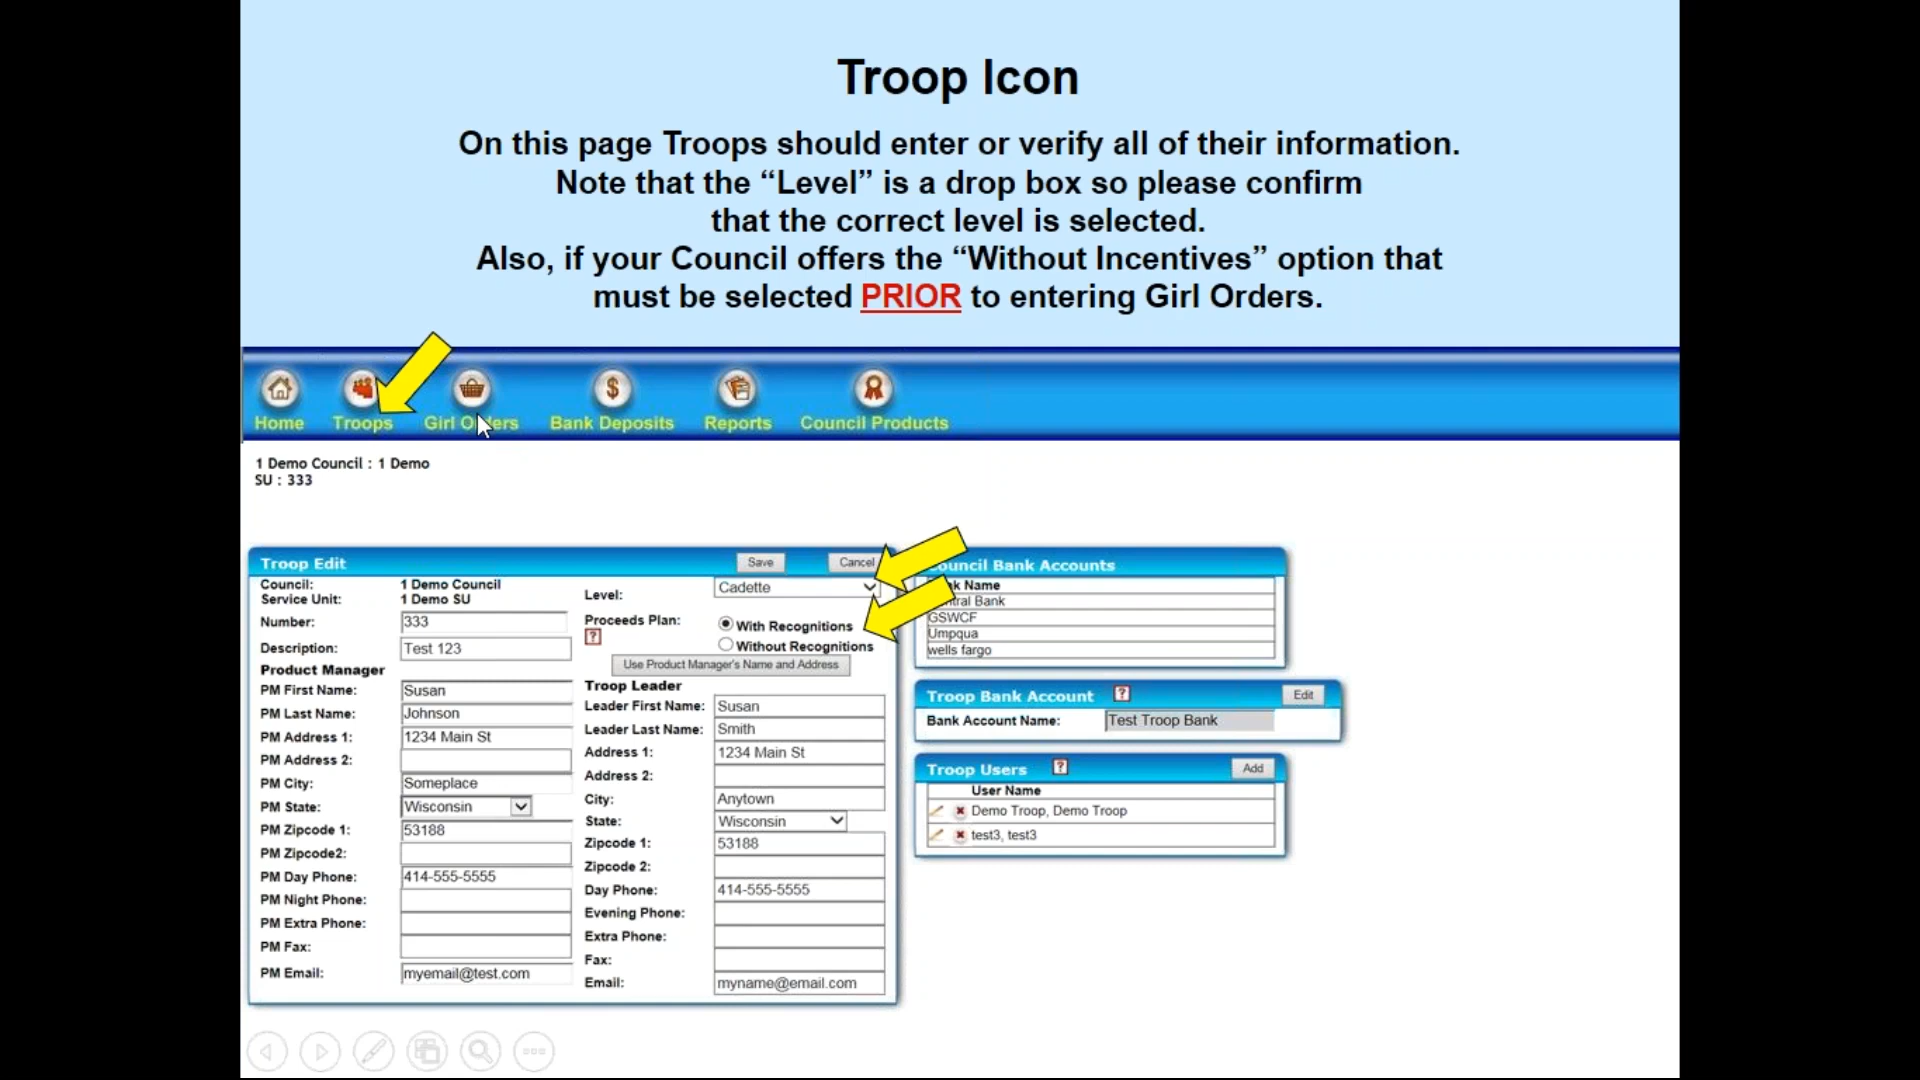 Troop Icon
On this page Troops should enter or verify all of their information.
Note that the “Level” is a drop box so please confirm
that the correct level is selected.
Also, if your Council offers the “Without Incentives” option that
must be selected PRIOR to entering Girl Orders.
Home Troops Girl Orders Bank Deposits Reports Council Products
1 Demo Council : 1 Demo
SU : 333
Troop Edit Save Cancel
Council: 1 Demo Council
Service Unit: 1 Demo SU
Number: 333
Description: Test 123
Product Manager
PM First Name: Susan
PM Last Name: Johnson
PM Address 1: 1234 Main St
PM Address 2:
PM City: Someplace
PM State: Wisconsin
PM Zipcode 1: 53188
PM Zipcode2:
PM Day Phone: 414-555-5555
PM Night Phone:
PM Extra Phone:
PM Fax:
PM Email: myemail@test.com
Level: Cadette
Proceeds Plan: With Recognitions
? Without Recognitions
Use Product Manager's Name and Address
Troop Leader
Leader First Name: Susan
Leader Last Name: Smith
Address 1: 1234 Main St
Address 2:
City: Anytown
State: Wisconsin
Zipcode 1: 53188
Zipcode 2:
Day Phone: 414-555-5555
Evening Phone:
Extra Phone:
Fax:
Email: myname@email.com
Bank Accounts
Name
Bank
GSWCF
Umpqua
wells fargo
Troop Bank Account ? Edit
Bank Account Name: Test Troop Bank
Troop Users ? Add
User Name
Demo Troop, Demo Troop
test3, test3